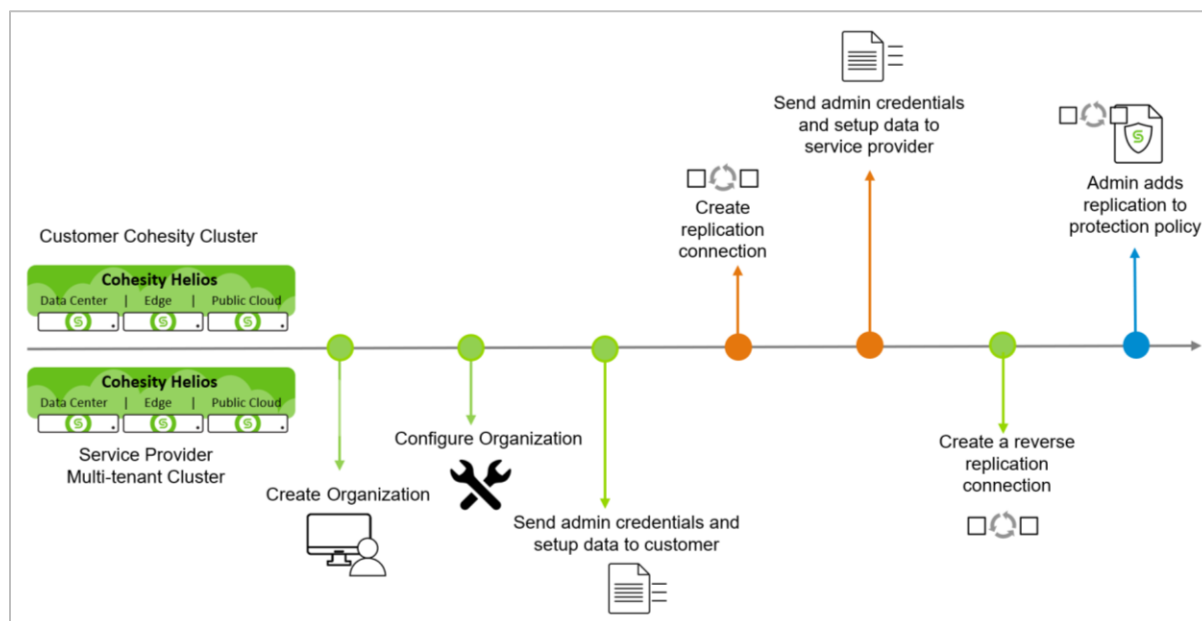 Send admin credentials
and setup data to
service provider
Create
replication
connection
Admin adds
replication to
protection policy
Customer Cohesity Cluster
Cohesity Helios
Data Center | Edge | Public Cloud
Cohesity Helios
Data Center | Edge | Public Cloud
Service Provider
Multi-tenant Cluster
Create Organization
Configure Organization
Send admin credentials and
setup data to customer
Create a reverse
replication
connection